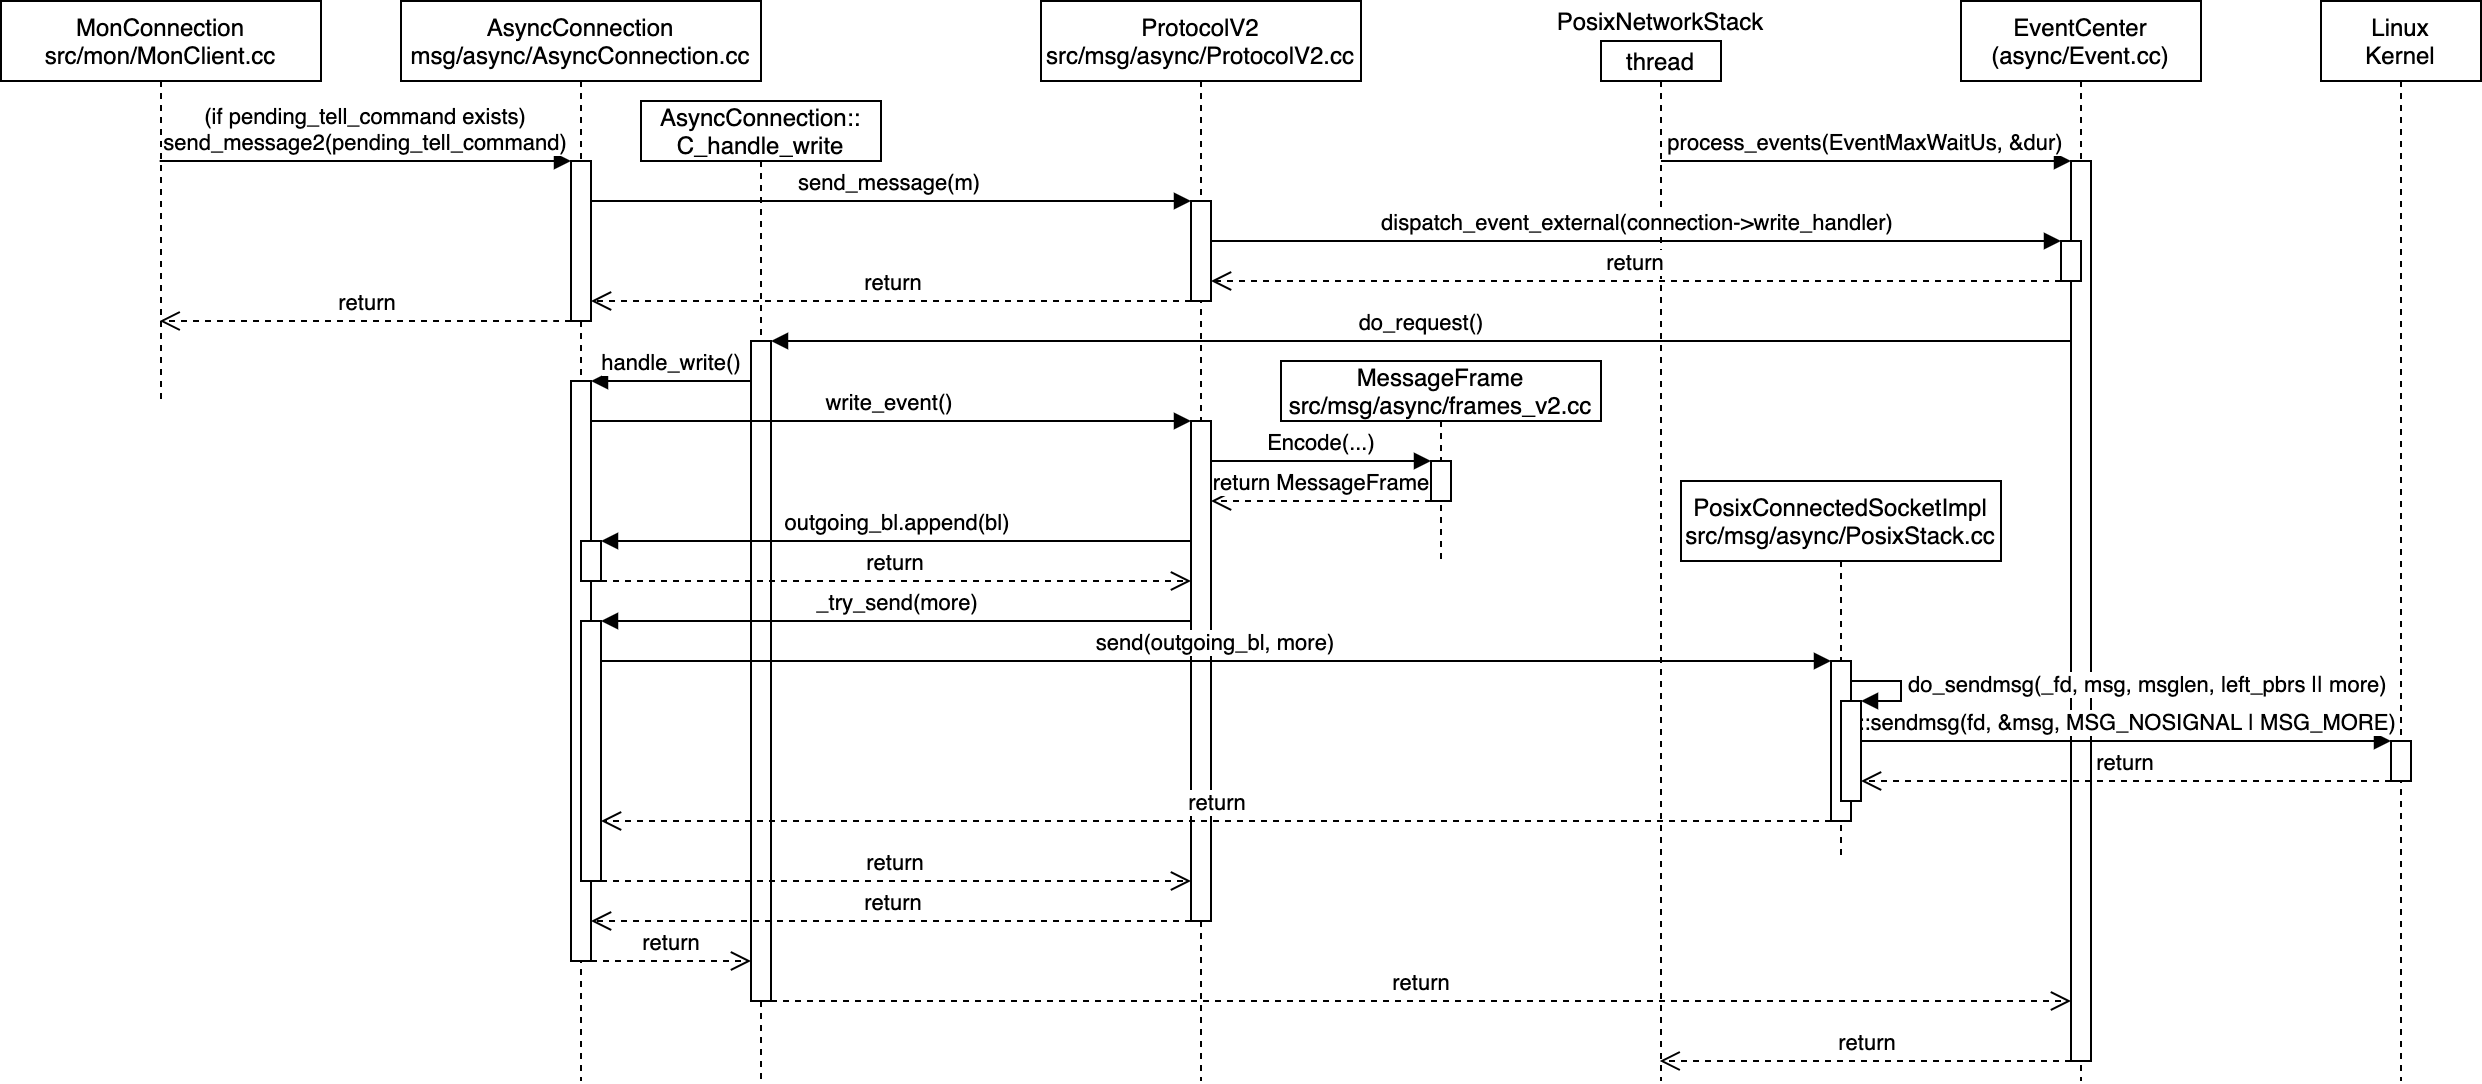 MonConnection
src/mon/MonClient.cc
AsyncConnection
msg/async/AsyncConnection.cc
ProtocolV2
src/msg/async/ProtocolV2.cc
PosixNetworkStack
thread
EventCenter
(async/Event.cc)
Linux
Kernel
AsyncConnection::
C_handle_write
(if pending_tell_command exists)
send_message2(pending_tell_command)
process_events(EventMaxWaitUs, &dur)
send_message(m)
dispatch_event_external(connection->write_handler)
return
return
return
do_request()
handle_write()
MessageFrame
src/msg/async/frames_v2.cc
write_event()
Encode(...)
return MessageFrame
PosixConnectedSocketImpl
src/msg/async/PosixStack.cc
outgoing_bl.append(bl)
return
_try_send(more)
send(outgoing_bl, more)
do_sendmsg(_fd, msg, msglen, left_pbrs || more)
::sendmsg(fd, &msg, MSG_NOSIGNAL | MSG_MORE)
return
return
return
return
return
return
return